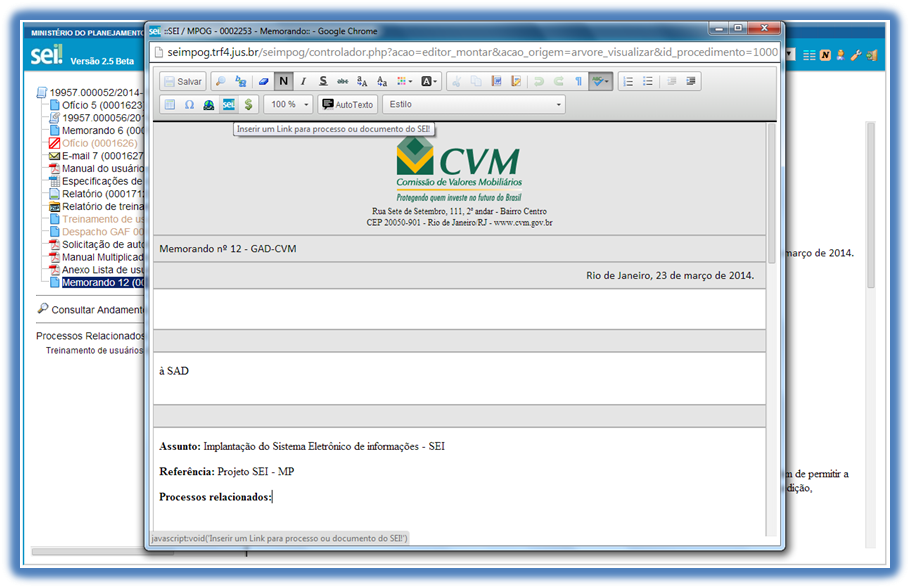 MINISTÉRIO DO PLANEJAMENTO
sei! Versão 2.5 Beta
19957.000052/2014-
Ofício 5 (0001623
19957.000056/201
Memorando 6 (000
Ofício (0001626)
E-mail 7 (0001627
Manual do usuário
Especificações de
Relatório (000171
Relatório de treina
Treinamento de us
Despacho GAF 00
Solicitação de auto
Manual Multiplicad
Anexo Lista de usu
Memorando 12 (00
Consultar Andamento
Processos Relacionados
Treinamento de usuários
sei ::SEI / MPOG - 0002253 - Memorando:: - Google Chrome
seimpog.trf4.jus.br/seimpog/controlador.php?acao=editor_montar&acao_origem=arvore_visualizar&id_procedimento=1000
Salvar N I S abc A A
sei $ 100 % AutoTexto Estilo
Inserir um Link para processo ou documento do SEI!
CVM
Comissão de Valores Mobiliários
Protegendo quem investe no futuro do Brasil
Rua Sete de Setembro, 111, 2º andar - Bairro Centro
CEP 20050-901 - Rio de Janeiro/RJ - www.cvm.gov.br
Memorando nº 12 - GAD-CVM
Rio de Janeiro, 23 de março de 2014.
à SAD
Assunto: Implantação do Sistema Eletrônico de informações - SEI
Referência: Projeto SEI - MP
Processos relacionados:
javascript:void('Inserir um Link para processo ou documento do SEI!')
N
março de 2014.
m de permitir a
dição,